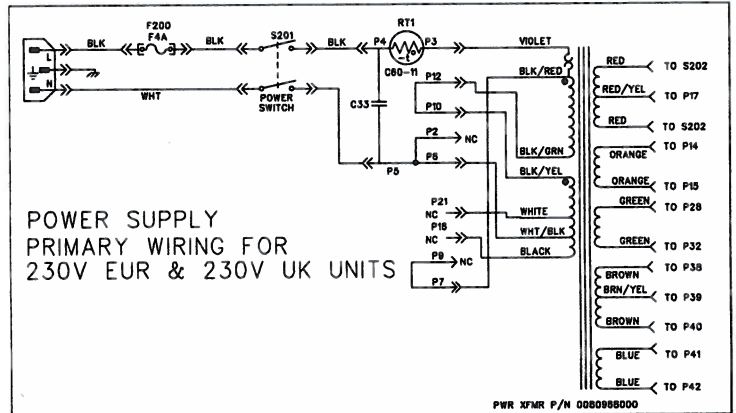 F200
F4A
S201
RT1
L
BLK
BLK
BLK
P4
P3
VIOLET
-t°
C60-11
N
WHT
POWER
SWITCH
C33
P12
P10
BLK/RED
P2
NC
BLK/GRN
P5
P6
BLK/YEL
P21
NC
WHITE
P16
NC
WHT/BLK
P9
NC
BLACK
P7
RED
TO S202
RED/YEL
TO P17
RED
TO S202
TO P14
ORANGE
ORANGE
TO P15
GREEN
TO P28
GREEN
TO P32
TO P38
BROWN
BRN/YEL
TO P39
BROWN
TO P40
TO P41
BLUE
BLUE
TO P42
POWER SUPPLY
PRIMARY WIRING FOR
230V EUR & 230V UK UNITS
PWR XFMR P/N 0080988000